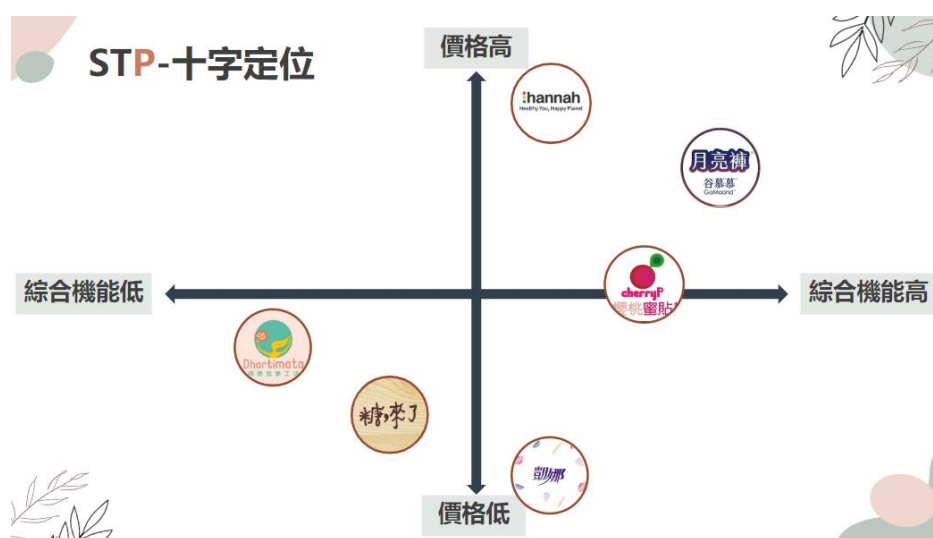 STP-十字定位
價格高
:hannah
Healthy You, Happy Planet
月亮褲
谷慕慕
GoMoond
綜合機能低
cherryP
櫻桃蜜貼
綜合機能高
Dhartimata
糖,來了
凱娜
價格低